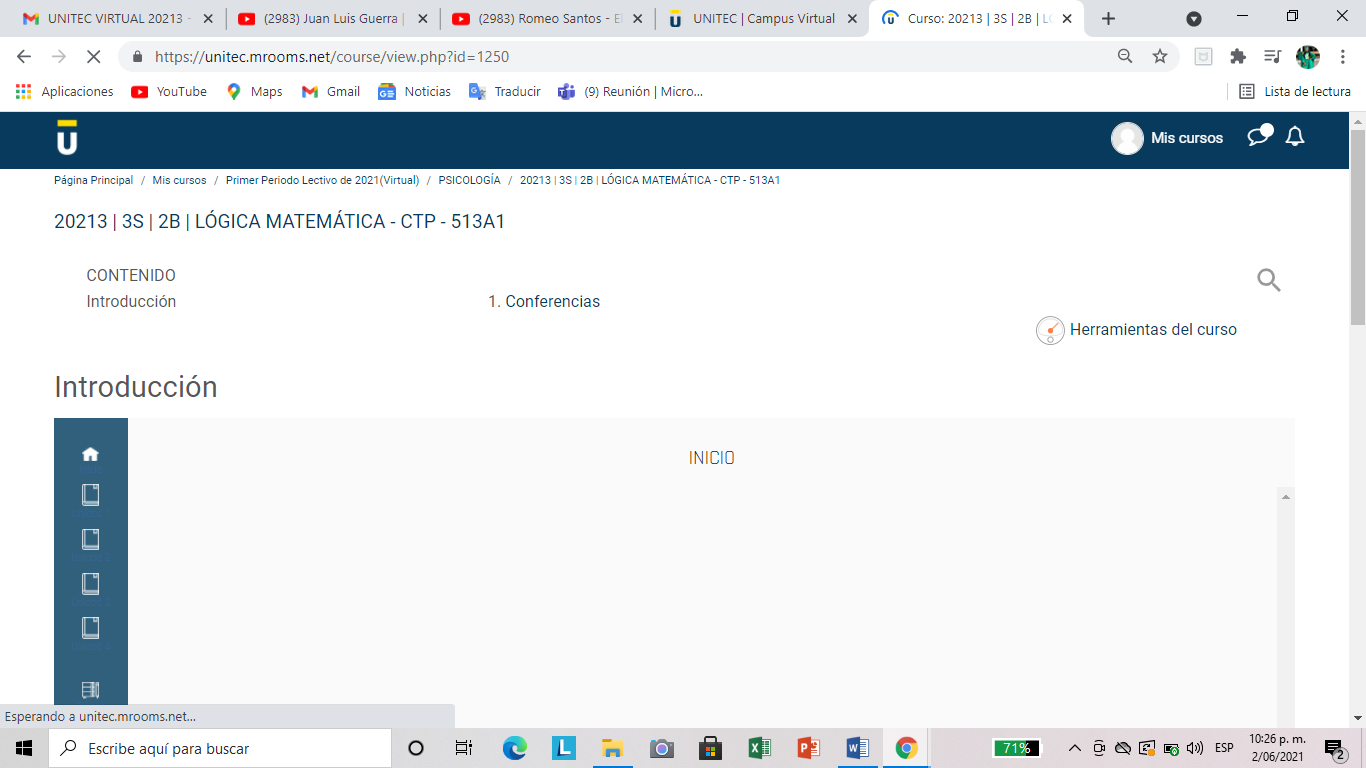 UNITEC VIRTUAL 20213 -
(2983) Juan Luis Guerra |
(2983) Romeo Santos - El
UNITEC | Campus Virtual
Curso: 20213 | 3S | 2B | LÓ
https://unitec.mrooms.net/course/view.php?id=1250
Aplicaciones
YouTube
Maps
Gmail
Noticias
Traducir
(9) Reunión | Micro...
Lista de lectura
U
Mis cursos
Página Principal / Mis cursos / Primer Periodo Lectivo de 2021(Virtual) / PSICOLOGÍA / 20213 | 3S | 2B | LÓGICA MATEMÁTICA - CTP - 513A1
20213 | 3S | 2B | LÓGICA MATEMÁTICA - CTP - 513A1
CONTENIDO
Introducción
1. Conferencias
Herramientas del curso
Introducción
INICIO
Esperando a unitec.mrooms.net...
Escribe aquí para buscar
71%
ESP
10:26 p. m.
2/06/2021
2